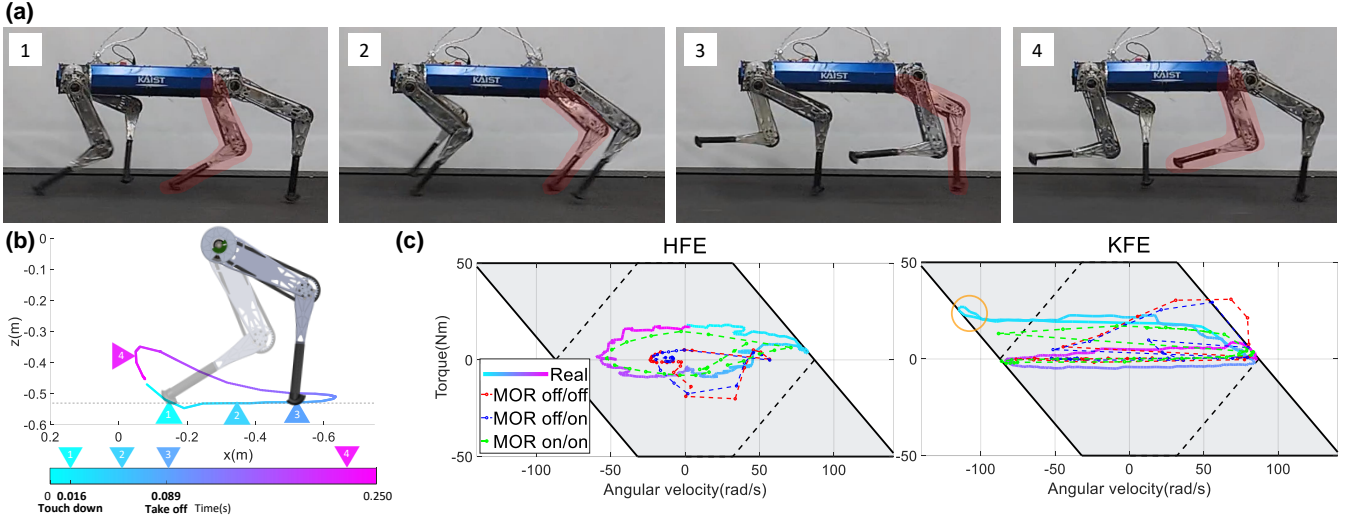 (a)
1
2
3
4
KAIST
KAIST
KAIST
KAIST
(b)
z(m)
0
-0.1
-0.2
-0.3
-0.4
-0.5
-0.6
4
1
2
3
0.2
0
-0.2
-0.4
-0.6
x(m)
1
2
3
4
0 0.016 0.089 0.250
Touch down Take off Time(s)
(c)
HFE
Torque(Nm)
50
0
-50
Real
MOR off/off
MOR off/on
MOR on/on
-100 -50 0 50 100
Angular velocity(rad/s)
KFE
50
0
-50
-100 -50 0 50 100
Angular velocity(rad/s)